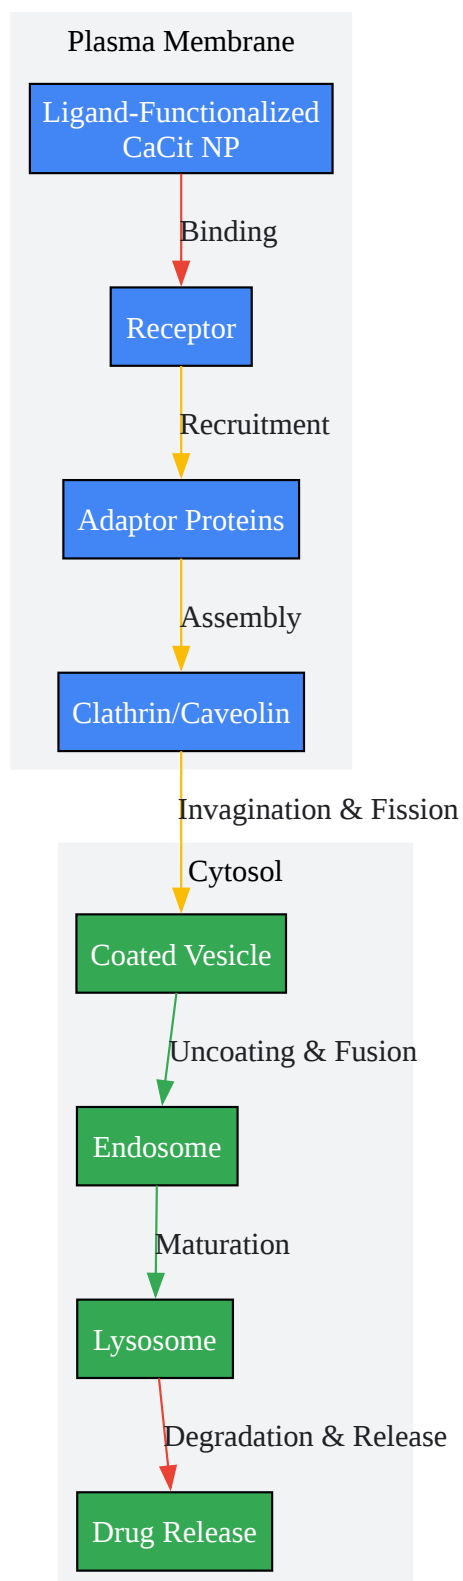 Plasma Membrane
Ligand-Functionalized
CaCit NP
Binding
Receptor
Recruitment
Adaptor Proteins
Assembly
Clathrin/Caveolin
Invagination & Fission
Cytosol
Coated Vesicle
Uncoating & Fusion
Endosome
Maturation
Lysosome
Degradation & Release
Drug Release